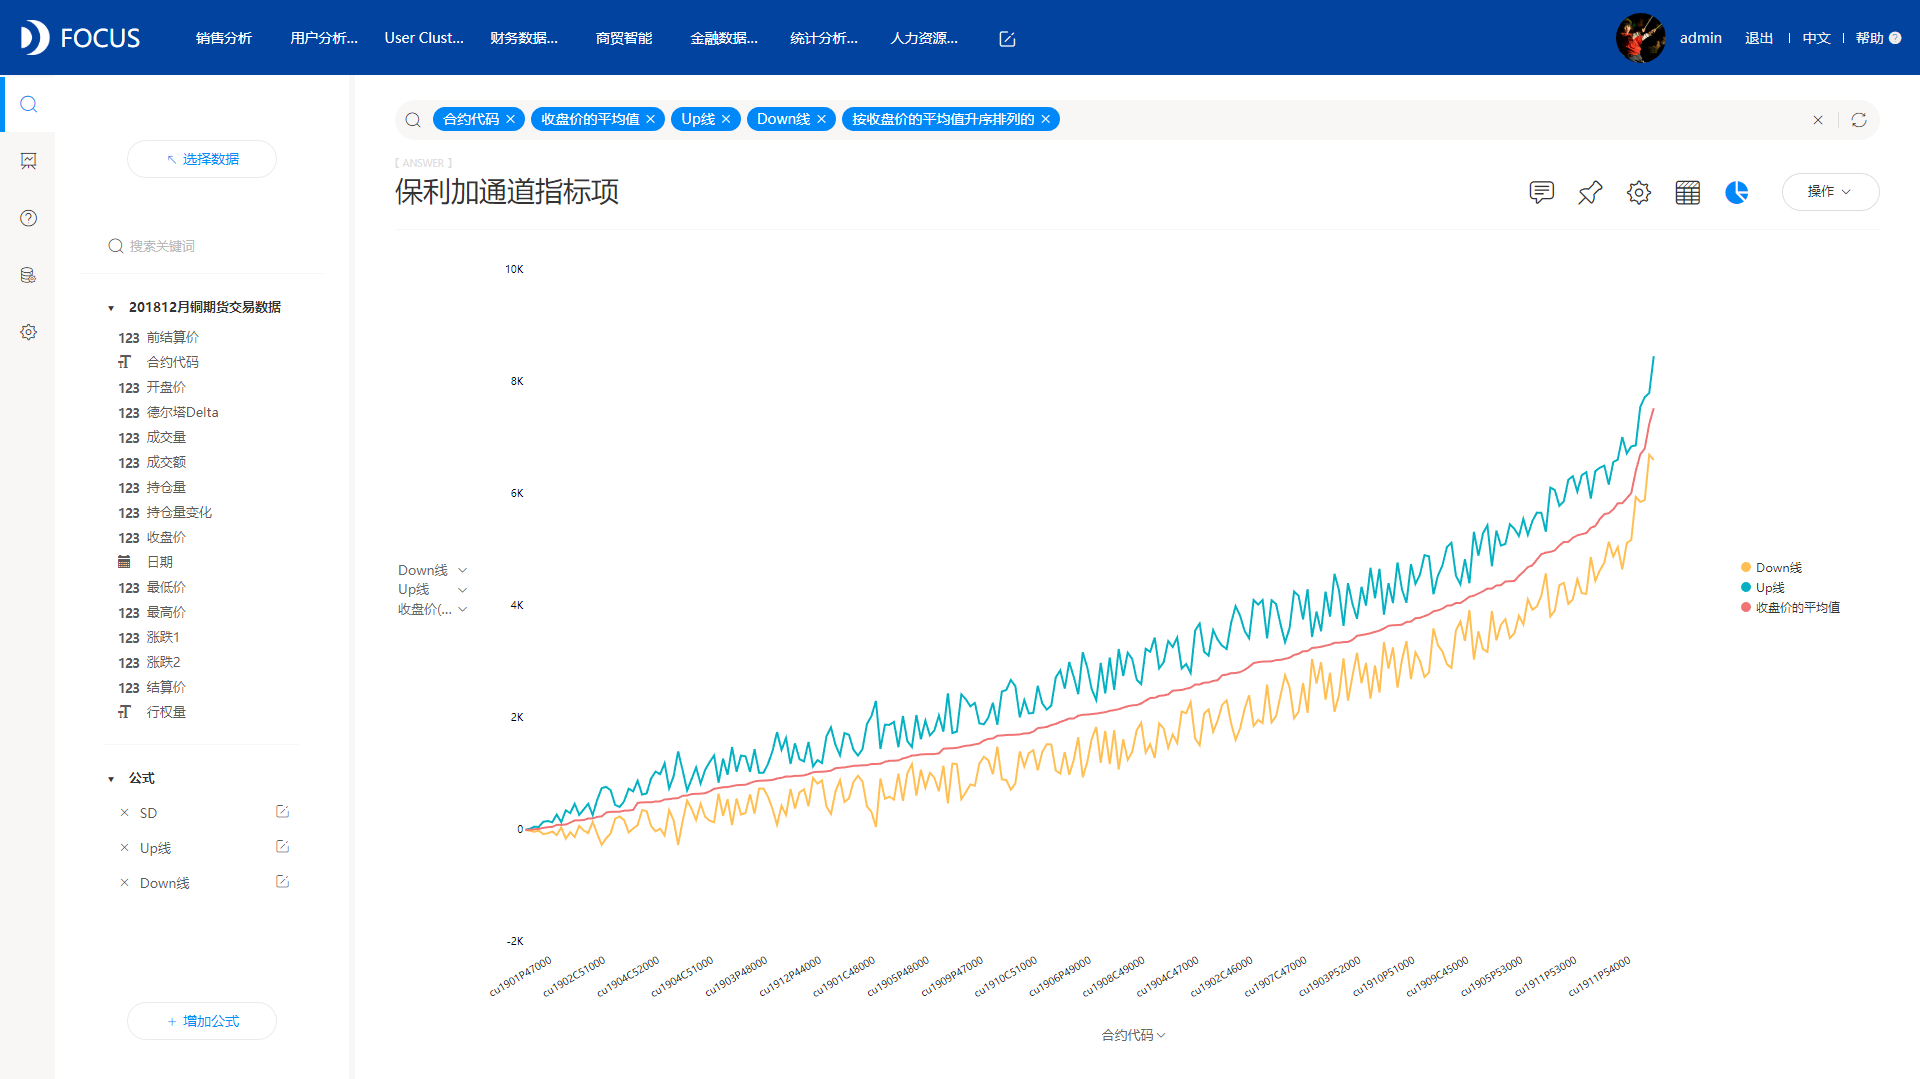 FOCUS
销售分析 用户分析... User Clust... 财务数据... 商贸智能 金融数据... 统计分析... 人力资源...
admin 退出 中文 帮助 ?
选择数据
搜索关键词
201812月铜期货交易数据
123 前结算价
T 合约代码
123 开盘价
123 德尔塔Delta
123 成交量
123 成交额
123 持仓量
123 持仓量变化
123 收盘价
日期
123 最低价
123 最高价
123 涨跌1
123 涨跌2
123 结算价
T 行权量
公式
SD
Up线
Down线
+ 增加公式
合约代码 × 收盘价的平均值 × Up线 × Down线 × 按收盘价的平均值升序排列的 ×
[ ANSWER ]
保利加通道指标项
操作
10K
8K
6K
4K
2K
0
-2K
Down线
Up线
收盘价(...
cu1901P47000
cu1902C51000
cu1904C52000
cu1904C51000
cu1903P48000
cu1912P44000
cu1901C48000
cu1905P48000
cu1909P47000
cu1910C51000
cu1906P49000
cu1908C49000
cu1904C47000
cu1902C46000
cu1907C47000
cu1903P52000
cu1910P51000
cu1909C45000
cu1905P53000
cu1911P53000
cu1911P54000
合约代码
Down线
Up线
收盘价的平均值